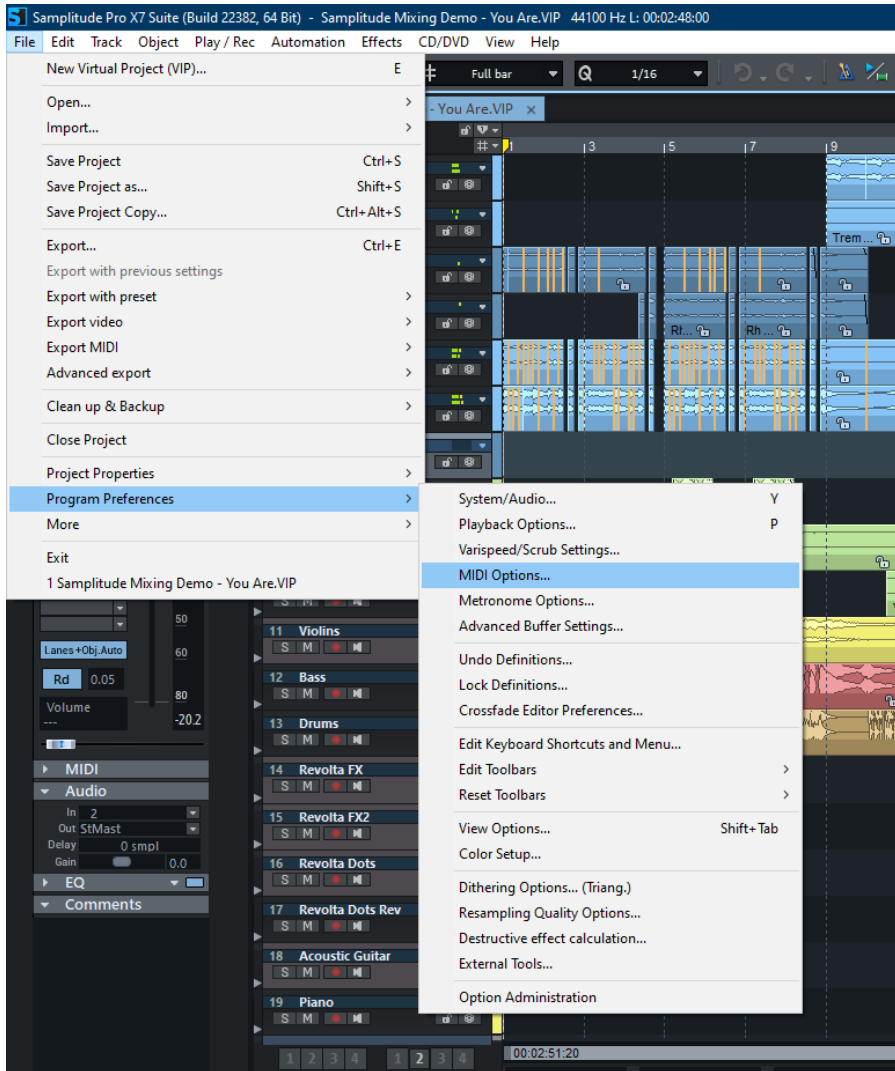 Samplitude Pro X7 Suite (Build 22382, 64 Bit) - Samplitude Mixing Demo - You Are.VIP 44100 Hz L: 00:02:48:00
File Edit Track Object Play / Rec Automation Effects CD/DVD View Help
New Virtual Project (VIP)... E
Full bar Q 1/16
Open... >
- You Are.VIP ×
Import... >
1 3 5 7 9
Save Project Ctrl+S
Save Project as... Shift+S
Save Project Copy... Ctrl+Alt+S
Trem...
Export... Ctrl+E
Export with previous settings
Export with preset >
Export video >
Rh... Rh ...
Export MIDI >
Advanced export >
Clean up & Backup >
Close Project
Project Properties >
Program Preferences >
More >
Exit
1 Samplitude Mixing Demo - You Are.VIP
System/Audio... Y
Playback Options... P
Varispeed/Scrub Settings...
MIDI Options...
Metronome Options...
Advanced Buffer Settings...
Undo Definitions...
Lock Definitions...
Crossfade Editor Preferences...
Edit Keyboard Shortcuts and Menu...
Edit Toolbars >
Reset Toolbars >
View Options... Shift+Tab
Color Setup...
Dithering Options... (Triang.)
Resampling Quality Options...
Destructive effect calculation...
External Tools...
Option Administration
50
Lanes+Obj.Auto 60
Rd 0.05
80
Volume
--- -20.2
MIDI
Audio
In 2
Out StMast
Delay 0 smpl
Gain 0.0
EQ
Comments
S M
11 Violins
S M
12 Bass
S M
13 Drums
S M
14 Revolta FX
S M
15 Revolta FX2
S M
16 Revolta Dots
S M
17 Revolta Dots Rev
S M
18 Acoustic Guitar
S M
19 Piano
S M
1 2 3 4 1 2 3 4 00:02:51:20